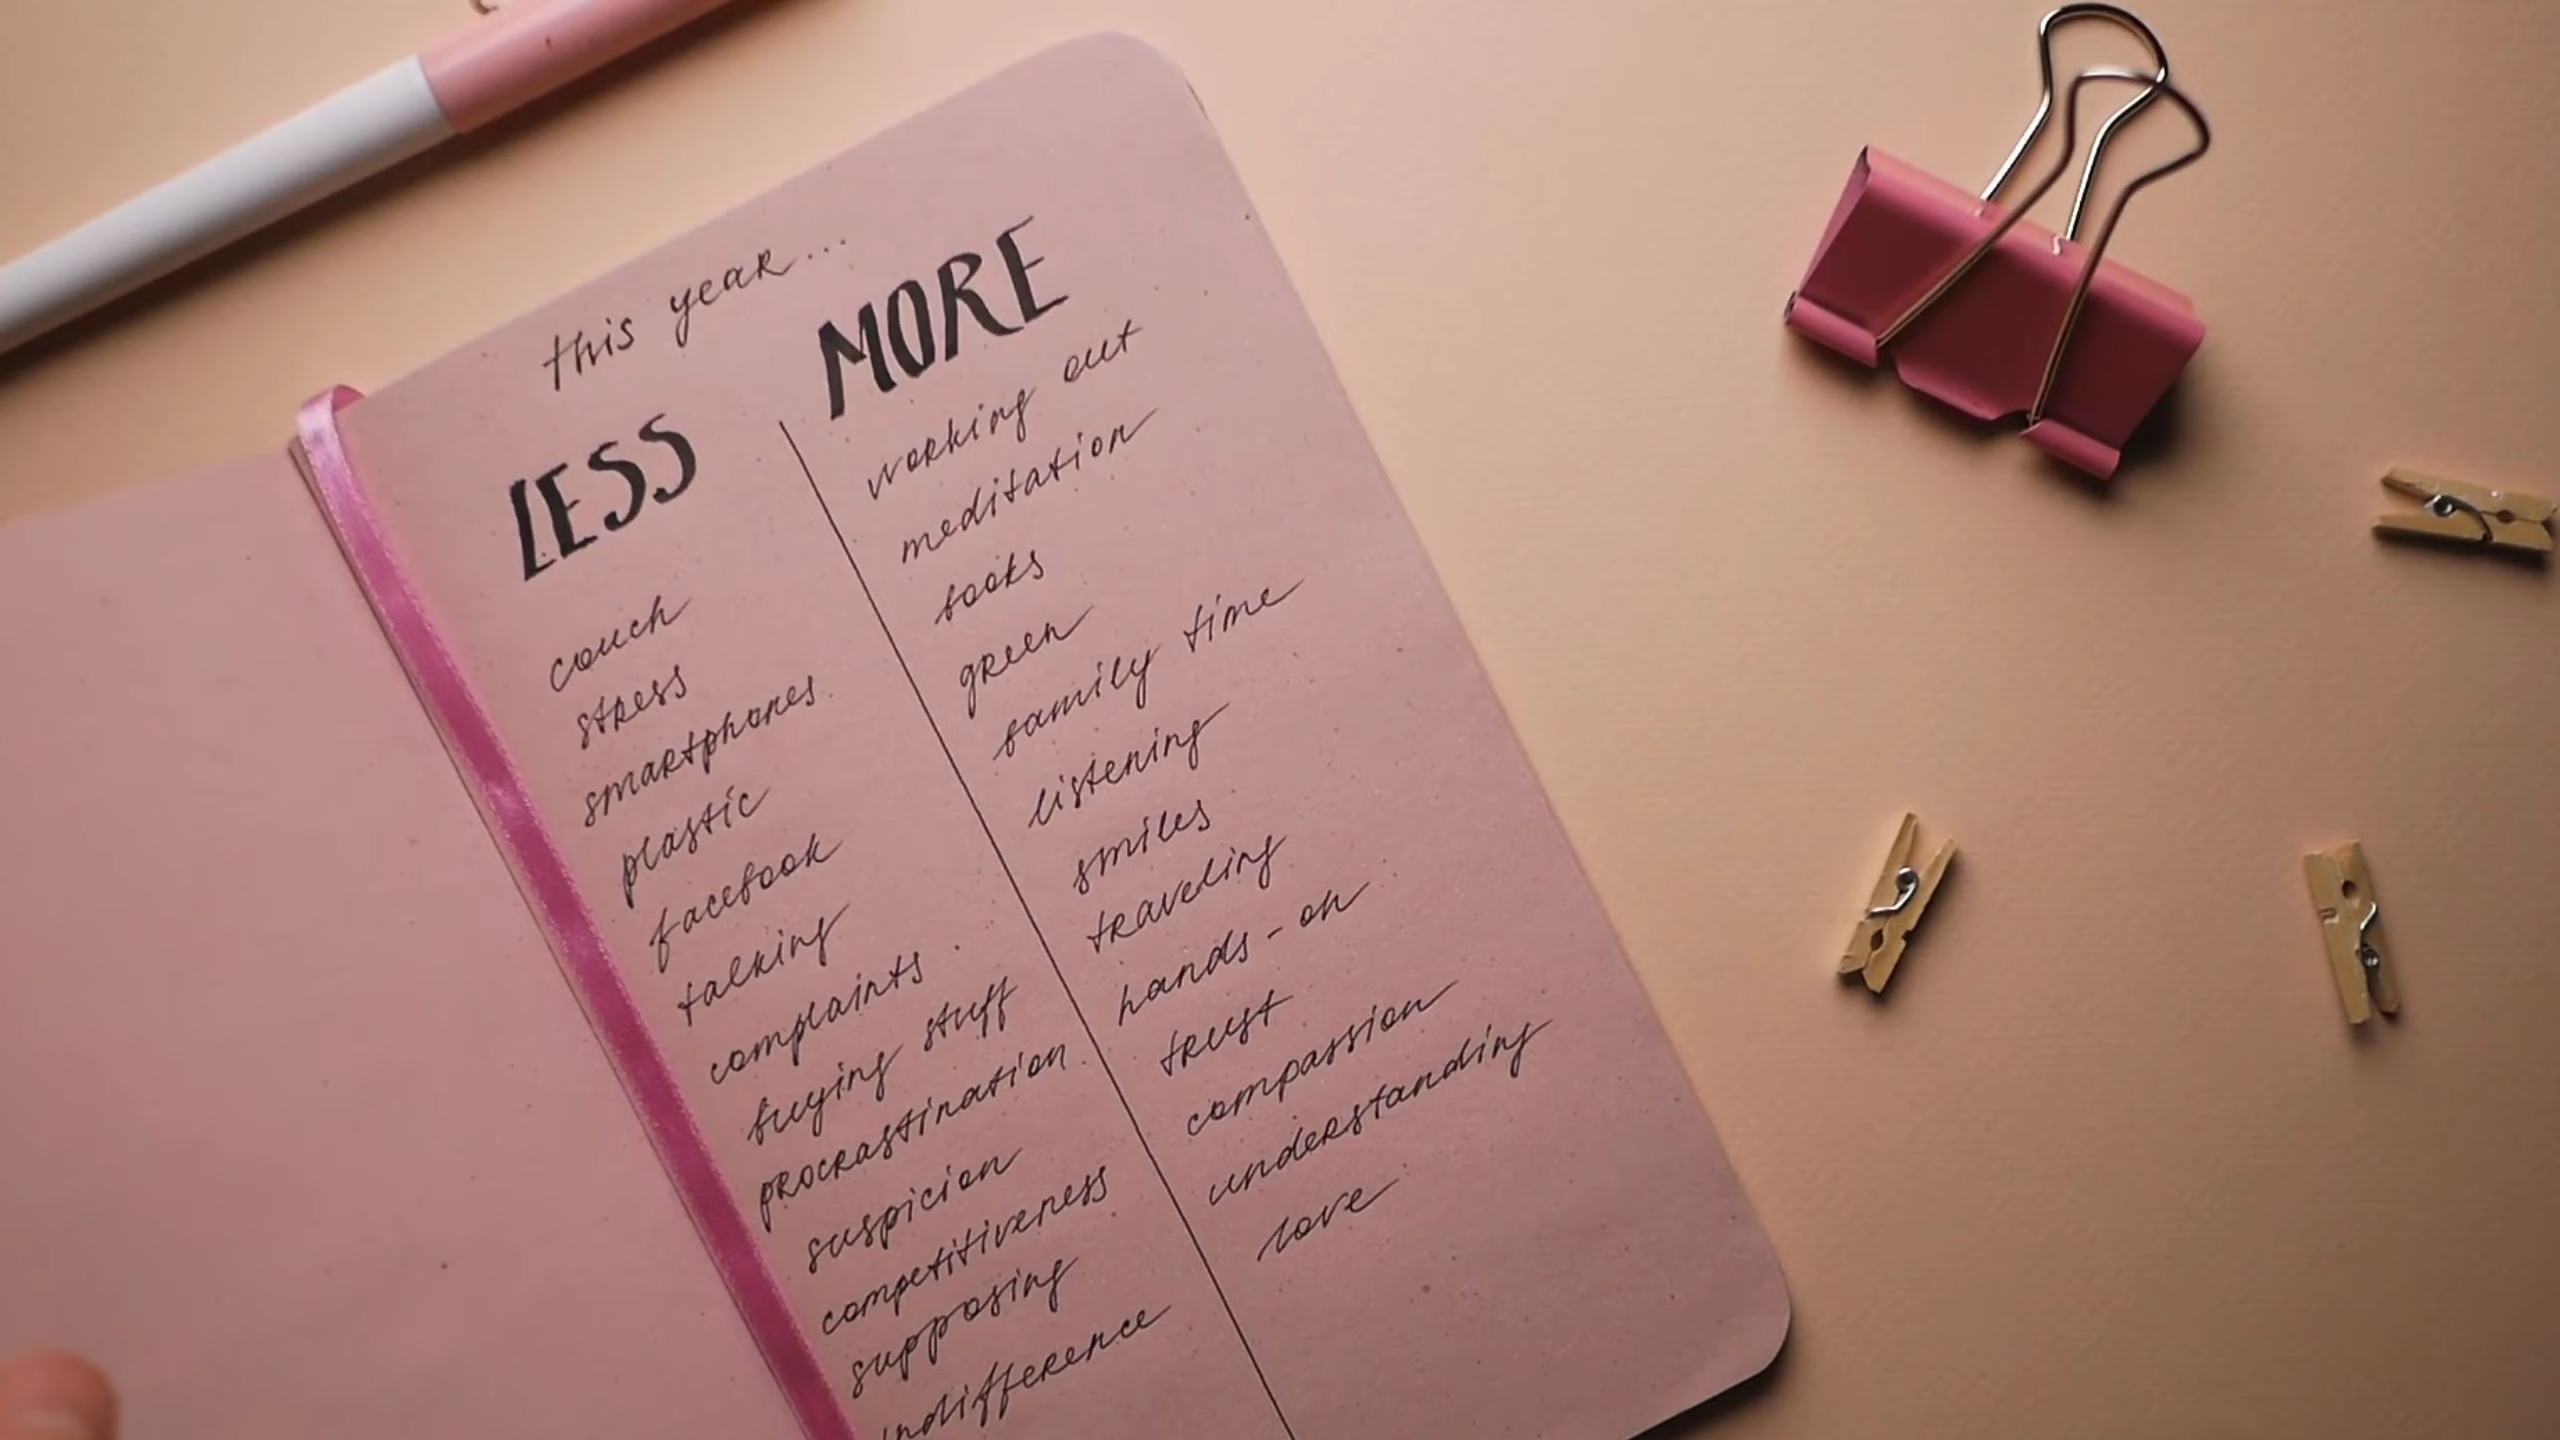 this year...
LESS
couch
stress
smartphones
plastic
facebook
talking
complaints
buying stuff
procrastination
suspicion
competitiveness
supposing
indifference
MORE
working out
meditation
books
green
family time
listening
smiles
traveling
hands-on
trust
compassion
understanding
love